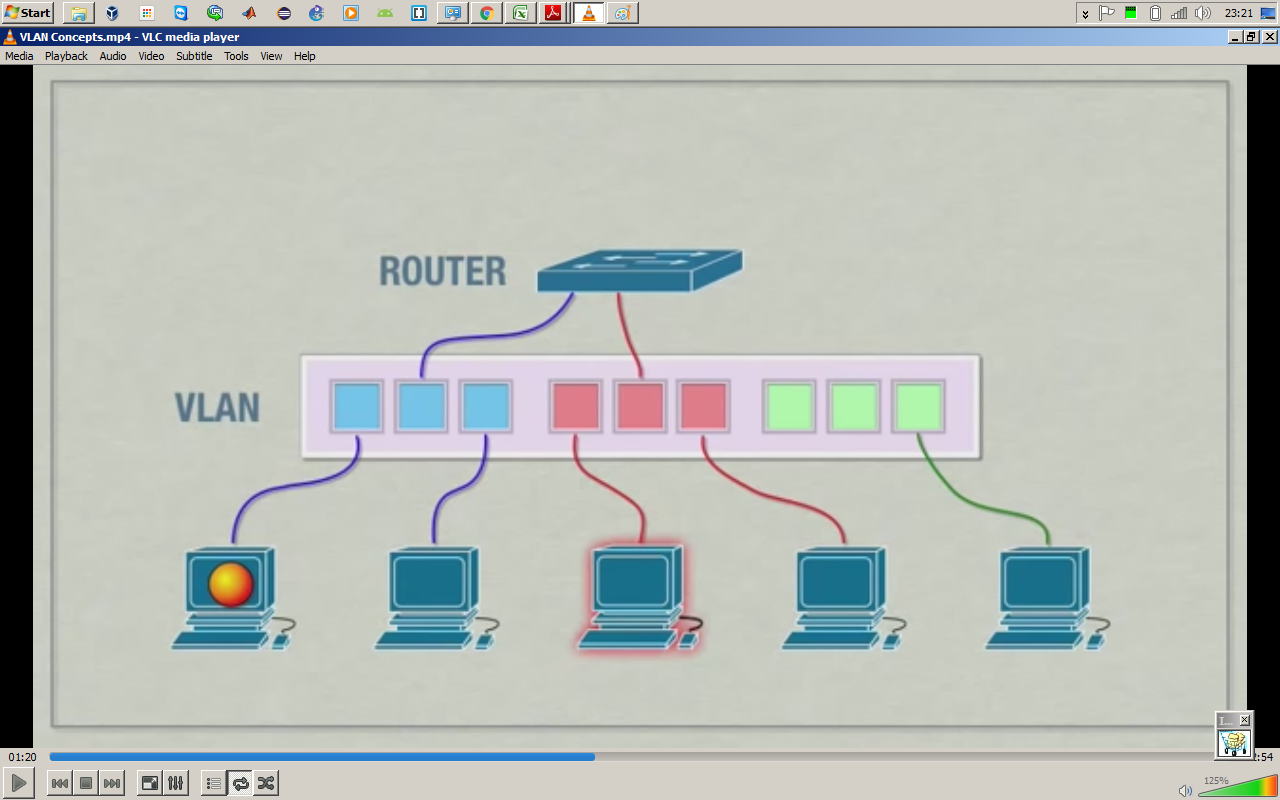 Start
23:21
VLAN Concepts.mp4 - VLC media player
Media Playback Audio Video Subtitle Tools View Help
ROUTER
VLAN
I...
01:20
:54
125%